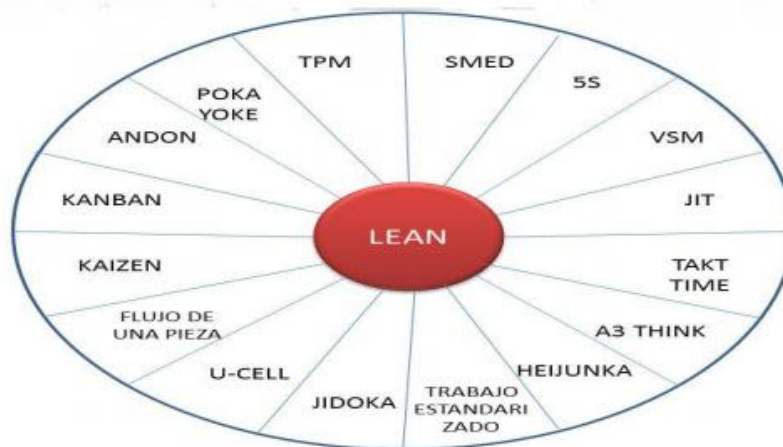 TPM
SMED
5S
VSM
JIT
TAKT
TIME
A3 THINK
HEIJUNKA
TRABAJO
ESTANDARI
ZADO
JIDOKA
U-CELL
FLUJO DE
UNA PIEZA
KAIZEN
KANBAN
ANDON
POKA
YOKE
LEAN